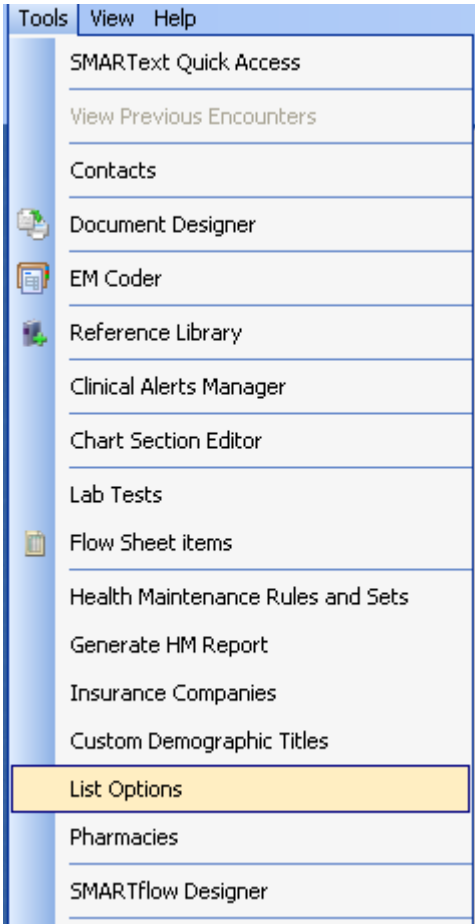 Tools View Help
SMARText Quick Access
View Previous Encounters
Contacts
Document Designer
EM Coder
Reference Library
Clinical Alerts Manager
Chart Section Editor
Lab Tests
Flow Sheet items
Health Maintenance Rules and Sets
Generate HM Report
Insurance Companies
Custom Demographic Titles
List Options
Pharmacies
SMARTflow Designer